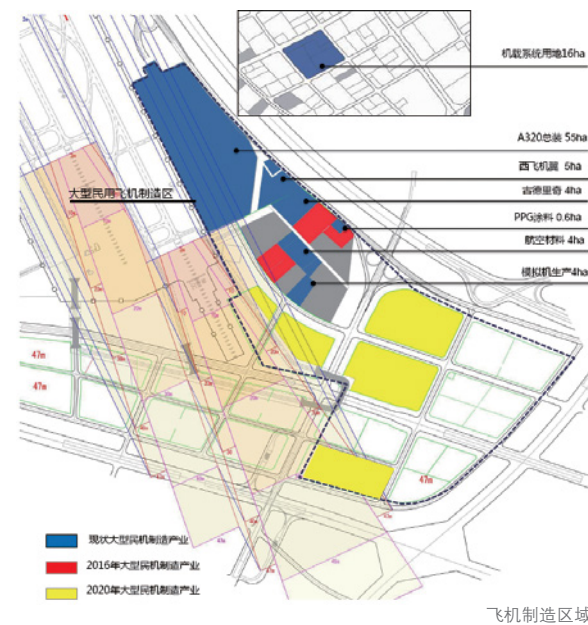 机载系统用地16ha
A320总装 55ha
西飞机翼 6ha
古德里奇 4ha
PPG涂料 0.6ha
航空材料 4ha
模拟机生产4ha
大型民用飞机制造区
47m
47m
47m
现状大型民机制造产业
2016年大型民机制造产业
2020年大型民机制造产业
飞机制造区域